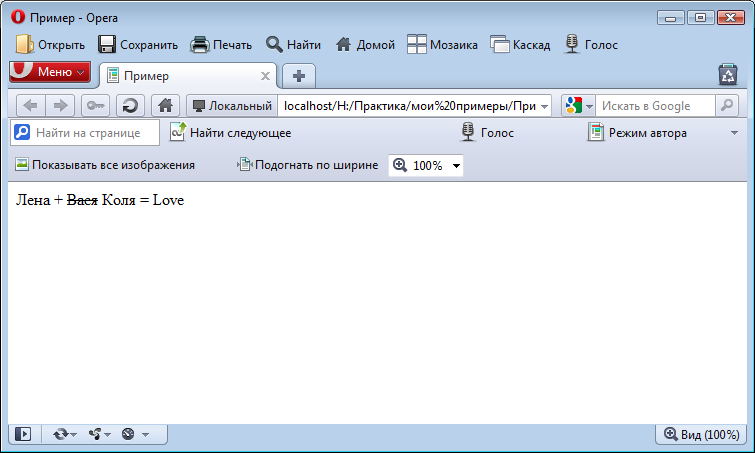 Пример - Opera
Открыть Сохранить Печать Найти Домой Мозаика Каскад Голос
Меню Пример
Локальный localhost/H:/Практика/мои%20примеры/При Искать в Google
Найти на странице Найти следующее Голос Режим автора
Показывать все изображения Подогнать по ширине 100%
Лена + Вася Коля = Love
Вид (100%)